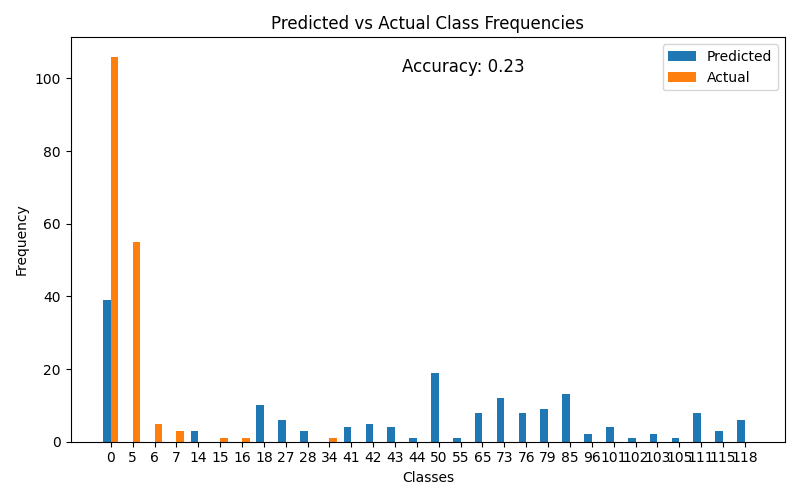 Predicted vs Actual Class Frequencies
Accuracy: 0.23
Predicted
Actual
Frequency
100
80
60
40
20
0
0 5 6 7 14 15 16 18 27 28 34 41 42 43 44 50 55 65 73 76 79 85 96 101 102 103 105 111 115 118
Classes